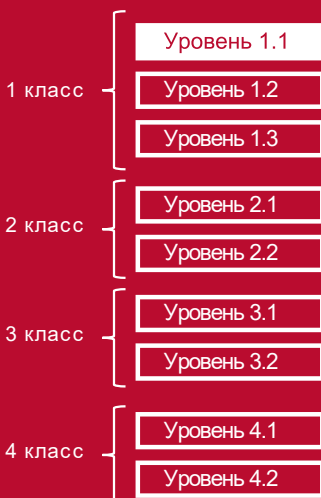 Уровень 1.1
1 класс
Уровень 1.2
Уровень 1.3
Уровень 2.1
2 класс
Уровень 2.2
Уровень 3.1
3 класс
Уровень 3.2
Уровень 4.1
4 класс
Уровень 4.2